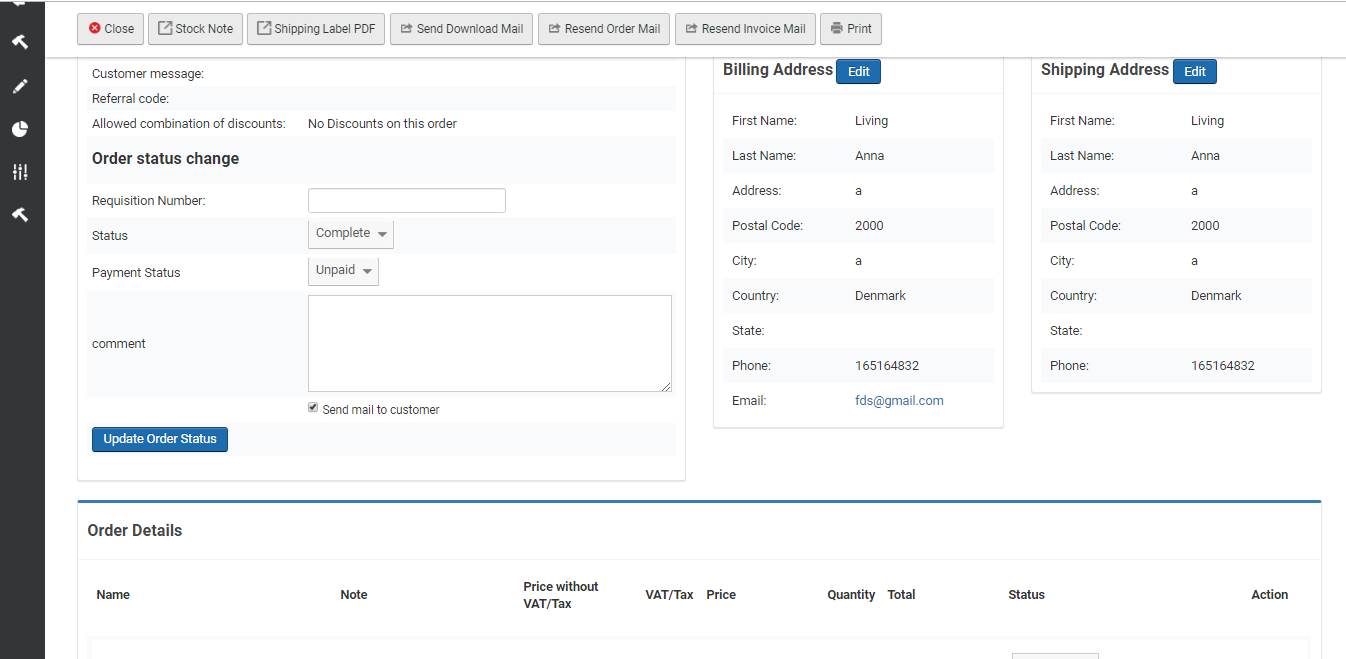 Close Stock Note Shipping Label PDF Send Download Mail Resend Order Mail Resend Invoice Mail Print
Customer message:
Referral code:
Allowed combination of discounts: No Discounts on this order
Order status change
Requisition Number:
Status Complete
Payment Status Unpaid
comment
Send mail to customer
Update Order Status
Billing Address Edit
First Name: Living
Last Name: Anna
Address: a
Postal Code: 2000
City: a
Country: Denmark
State:
Phone: 165164832
Email: fds@gmail.com
Shipping Address Edit
First Name: Living
Last Name: Anna
Address: a
Postal Code: 2000
City: a
Country: Denmark
State:
Phone: 165164832
Order Details
Name Note Price without VAT/Tax VAT/Tax Price Quantity Total Status Action